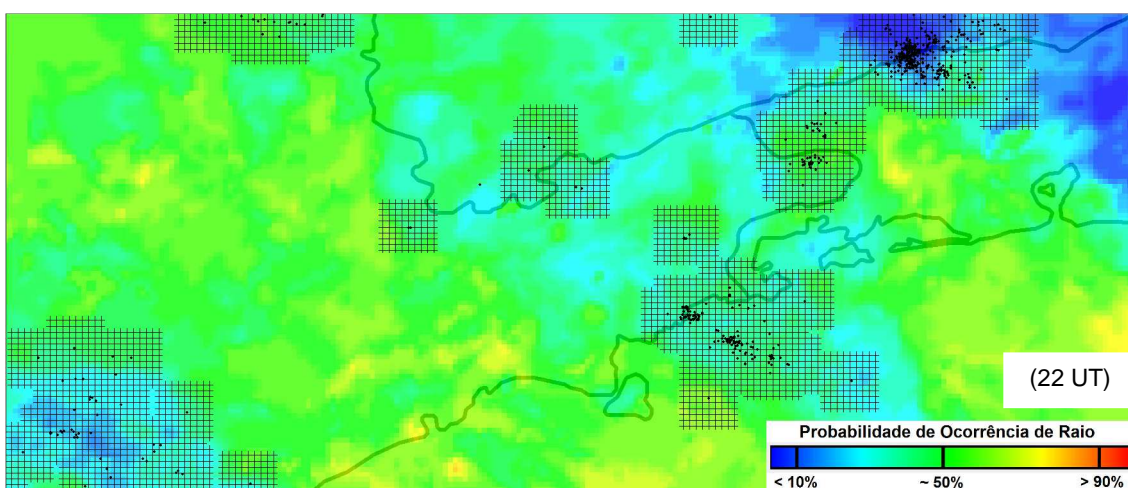 (22 UT)
Probabilidade de Ocorrência de Raio
< 10% ~ 50% > 90%